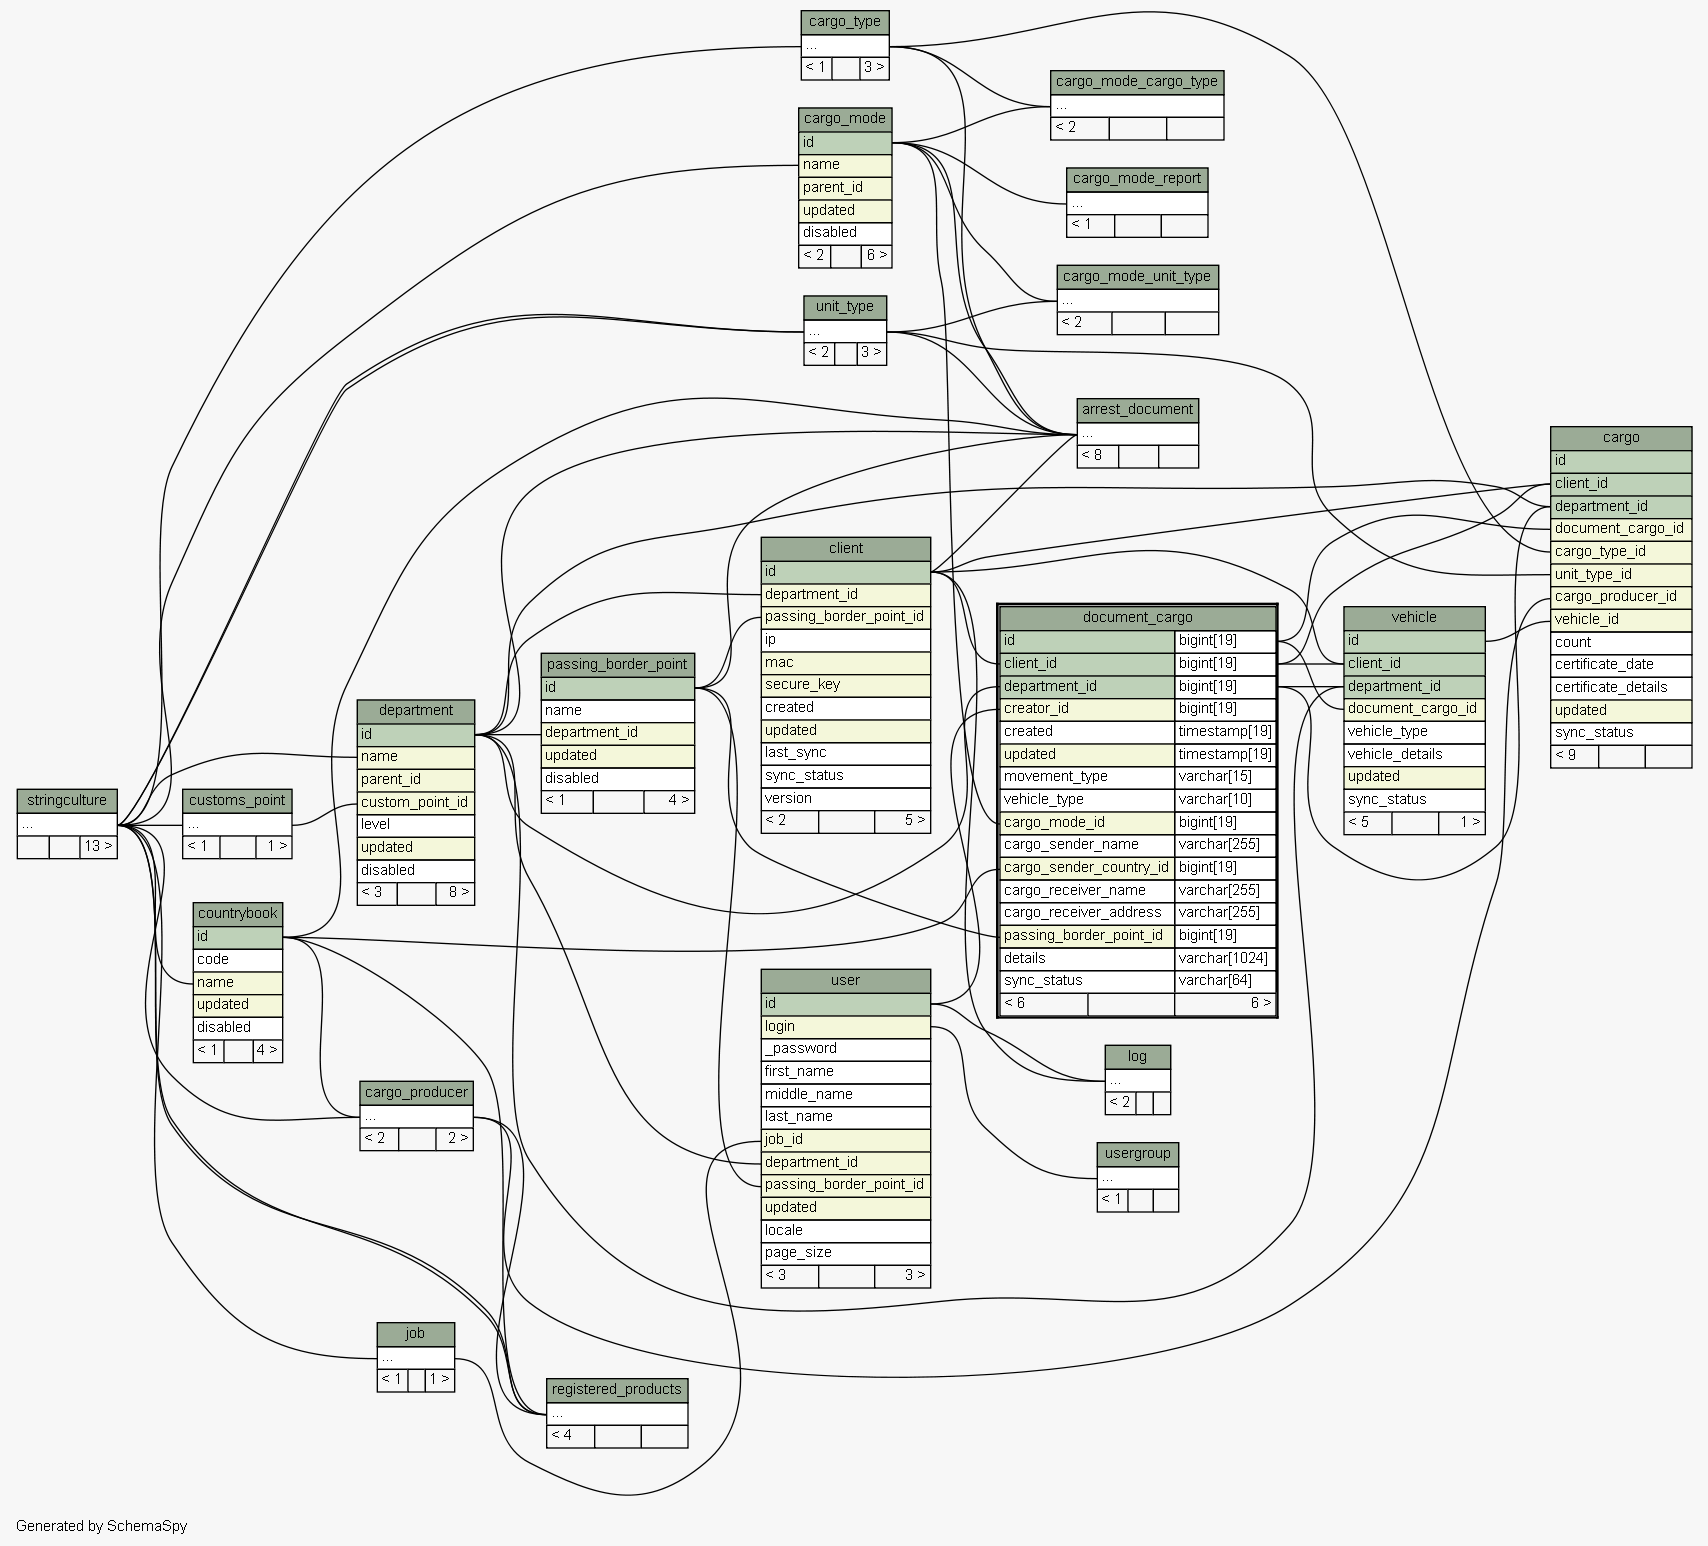 cargo_type
...
< 1 3 >
cargo_mode_cargo_type
...
< 2
cargo_mode
id
name
parent_id
updated
disabled
< 2 6 >
cargo_mode_report
...
< 1
cargo_mode_unit_type
...
< 2
unit_type
...
< 2 3 >
arrest_document
...
< 8
cargo
id
client_id
department_id
document_cargo_id
cargo_type_id
unit_type_id
cargo_producer_id
vehicle_id
count
certificate_date
certificate_details
updated
sync_status
< 9
client
id
department_id
passing_border_point_id
ip
mac
secure_key
created
updated
last_sync
sync_status
version
< 2 5 >
document_cargo
id bigint[19]
client_id bigint[19]
department_id bigint[19]
creator_id bigint[19]
created timestamp[19]
updated timestamp[19]
movement_type varchar[15]
vehicle_type varchar[10]
cargo_mode_id bigint[19]
cargo_sender_name varchar[255]
cargo_sender_country_id bigint[19]
cargo_receiver_name varchar[255]
cargo_receiver_address varchar[255]
passing_border_point_id bigint[19]
details varchar[1024]
sync_status varchar[64]
< 6 6 >
vehicle
id
client_id
department_id
document_cargo_id
vehicle_type
vehicle_details
updated
sync_status
< 5 1 >
passing_border_point
id
name
department_id
updated
disabled
< 1 4 >
department
id
name
parent_id
custom_point_id
level
updated
disabled
< 3 8 >
stringculture
...
13 >
customs_point
...
< 1 1 >
countrybook
id
code
name
updated
disabled
< 1 4 >
user
id
login
_password
first_name
middle_name
last_name
job_id
department_id
passing_border_point_id
updated
locale
page_size
< 3 3 >
log
...
< 2
cargo_producer
...
< 2 2 >
usergroup
...
< 1
job
...
< 1 1 >
registered_products
...
< 4
Generated by SchemaSpy